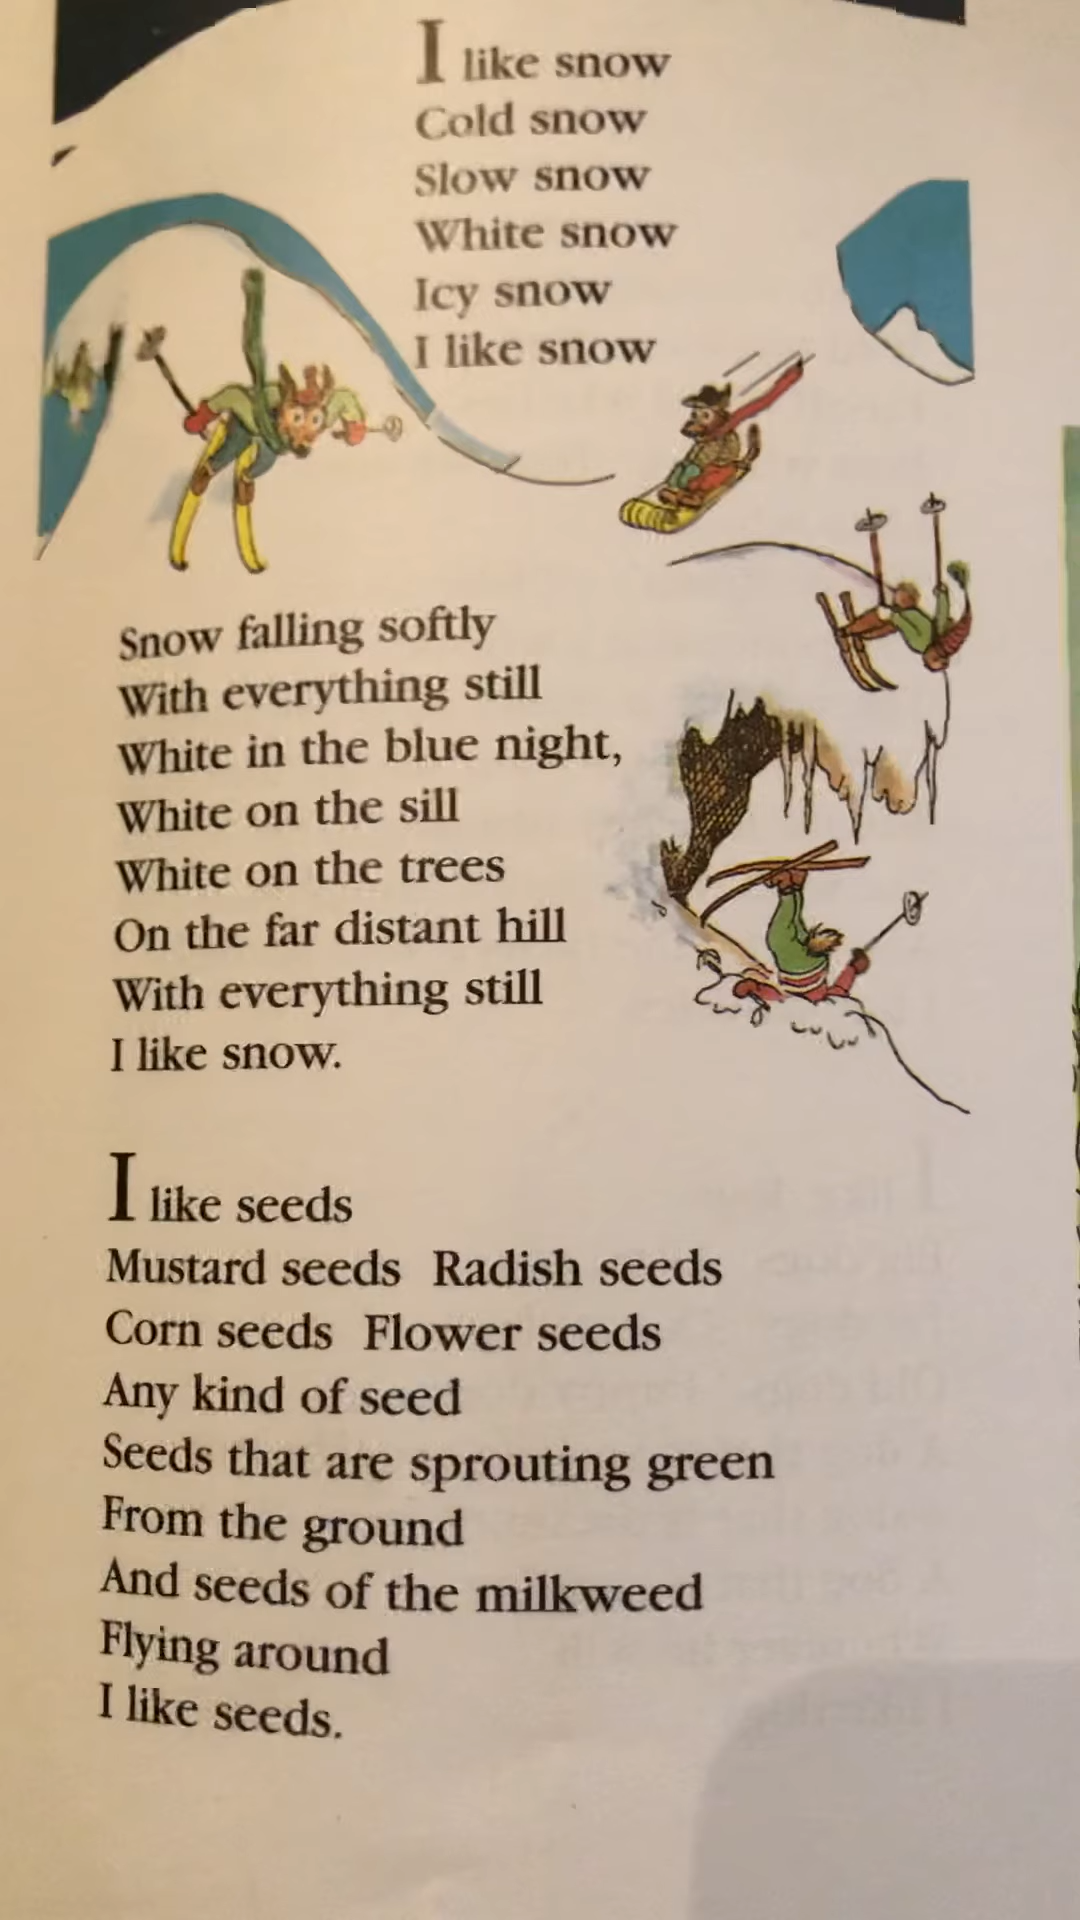 I like snow
Cold snow
Slow snow
White snow
Icy snow
I like snow
Snow falling softly
With everything still
White in the blue night,
White on the sill
White on the trees
On the far distant hill
With everything still
I like snow.
I like seeds
Mustard seeds  Radish seeds
Corn seeds  Flower seeds
Any kind of seed
Seeds that are sprouting green
From the ground
And seeds of the milkweed
Flying around
I like seeds.